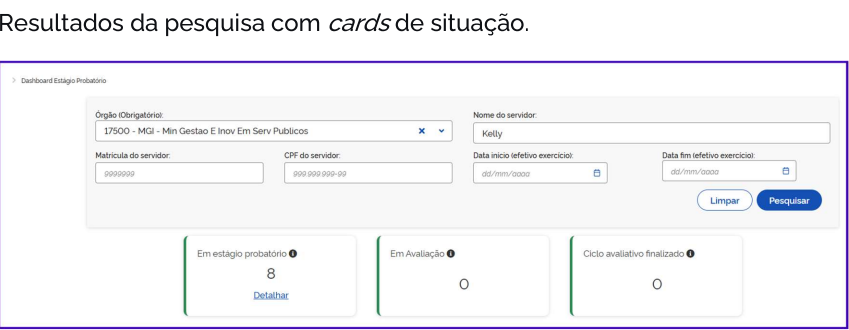 Resultados da pesquisa com cards de situação.
> Dashboard Estágio Probatório
Órgão (Obrigatório): Nome do servidor:
17500 - MGI - Min Gestao E Inov Em Serv Publicos Kelly
Matrícula do servidor: CPF do servidor: Data início (efetivo exercício): Data fim (efetivo exercício):
9999999 999.999.999-99 dd/mm/aaaa dd/mm/aaaa
Limpar Pesquisar
Em estágio probatório Em Avaliação Ciclo avaliativo finalizado
8 0 0
Detalhar